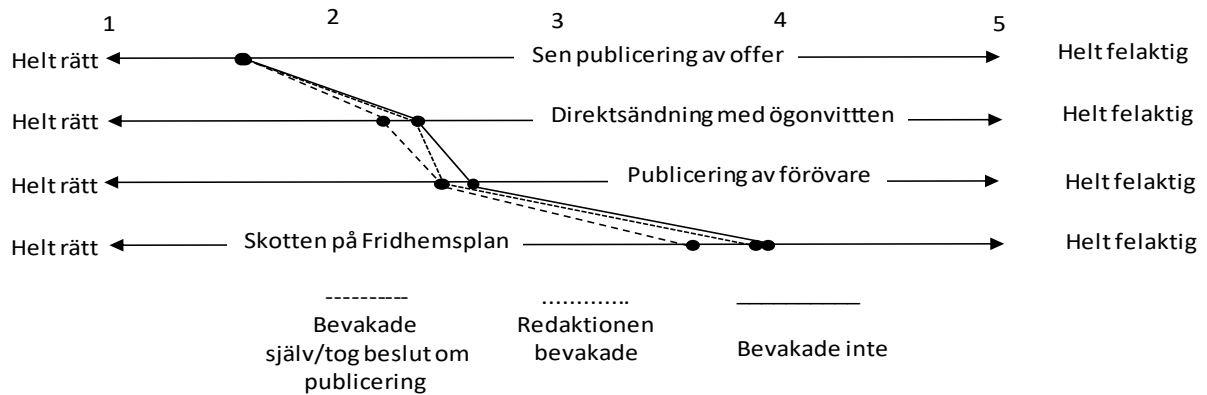 1 2 3 4 5
Helt rätt Sen publicering av offer Helt felaktig
Helt rätt Direktsändning med ögonvittten Helt felaktig
Helt rätt Publicering av förövare Helt felaktig
Helt rätt Skotten på Fridhemsplan Helt felaktig
Bevakade
själv/tog beslut om
publicering
Redaktionen
bevakade
Bevakade inte